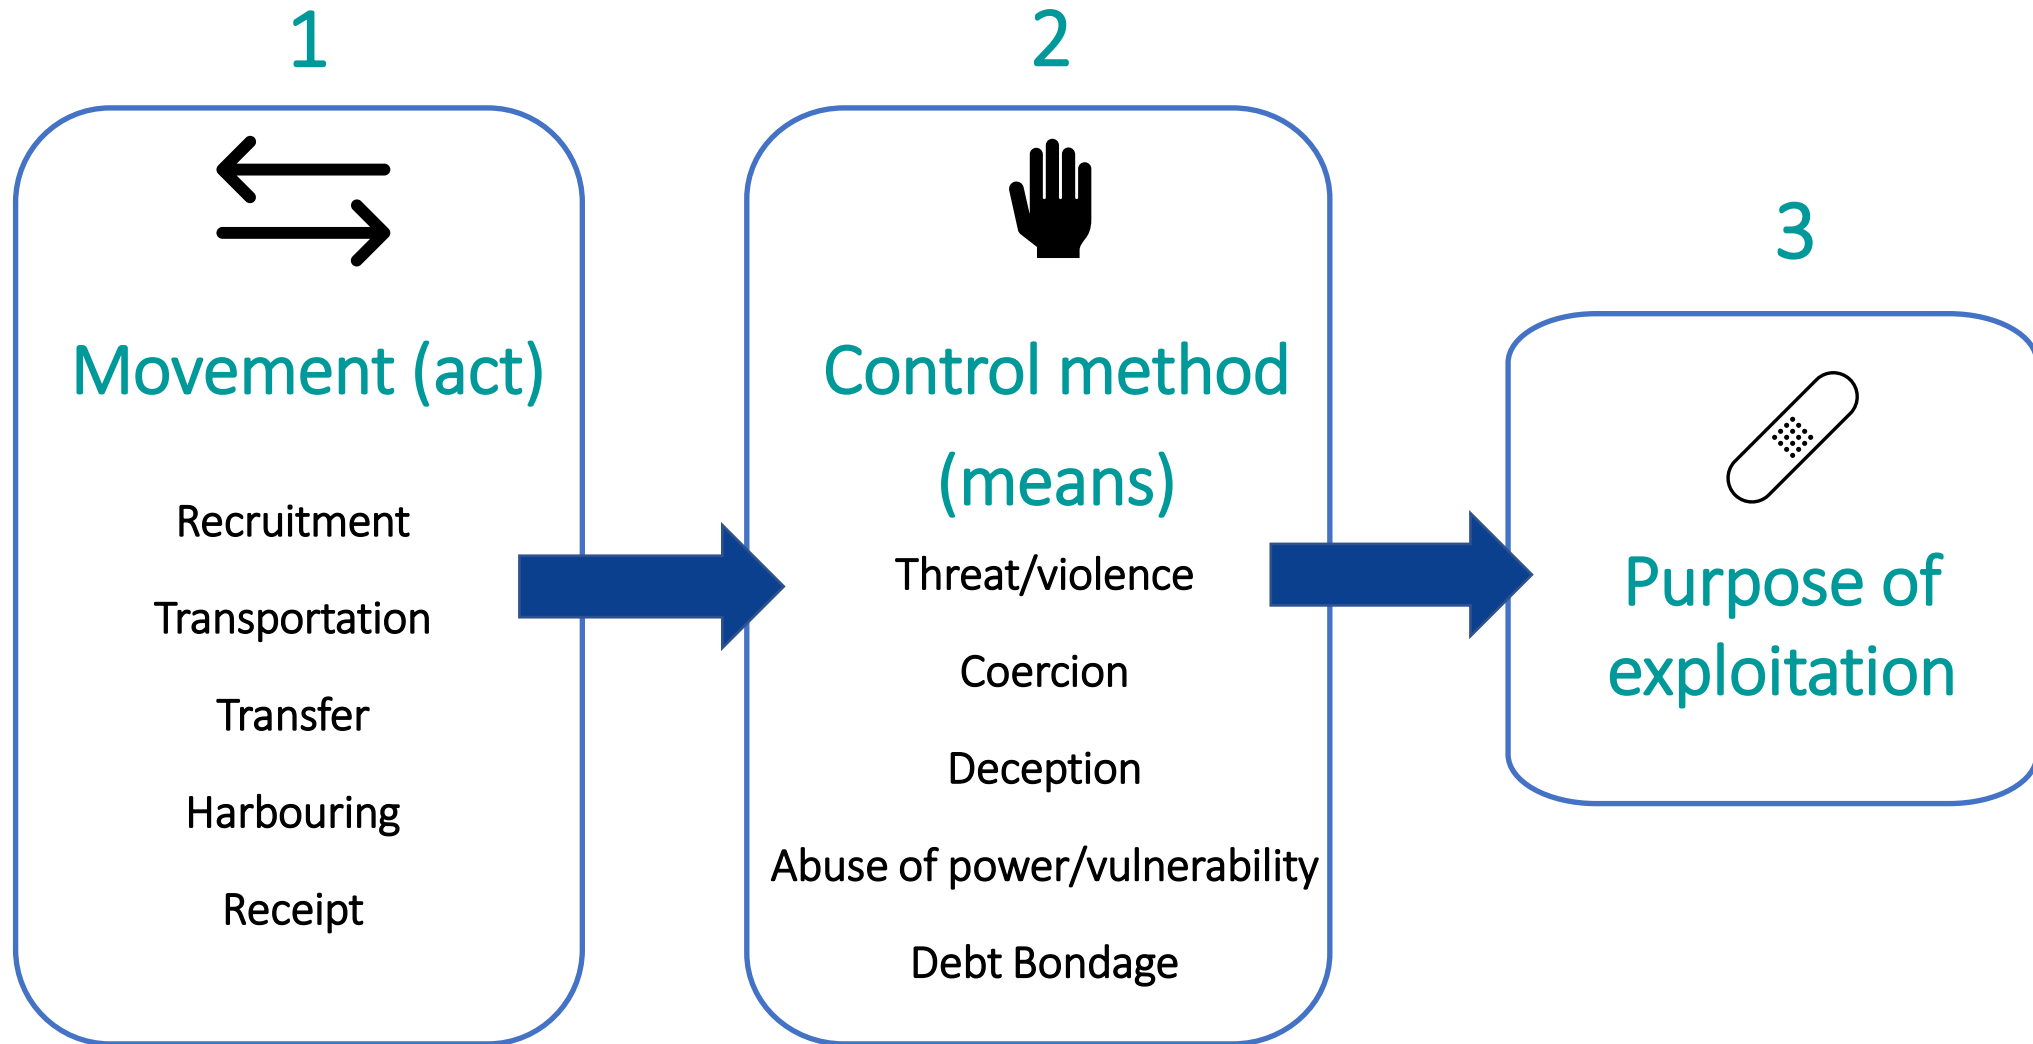 1
Movement (act)
Recruitment
Transportation
Transfer
Harbouring
Receipt
2
Control method
(means)
Threat/violence
Coercion
Deception
Abuse of power/vulnerability
Debt Bondage
3
Purpose of
exploitation